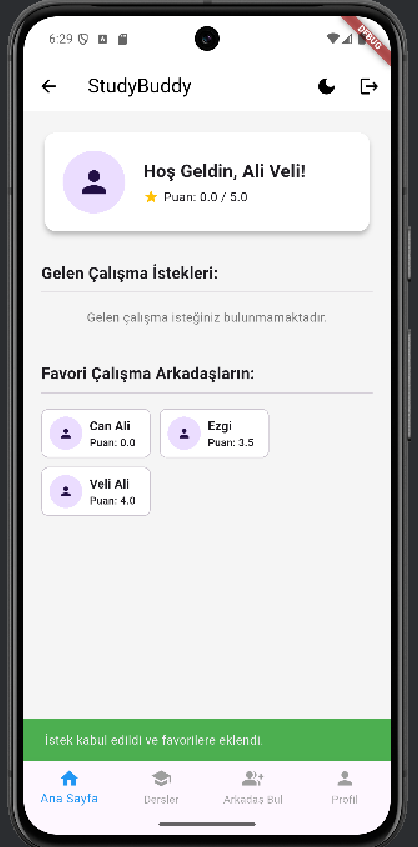 6:29
DEBUG
StudyBuddy
Hoş Geldin, Ali Veli!
Puan: 0.0 / 5.0
Gelen Çalışma İstekleri:
Gelen çalışma isteğiniz bulunmamaktadır.
Favori Çalışma Arkadaşların:
Can Ali
Puan: 0.0
Ezgi
Puan: 3.5
Veli Ali
Puan: 4.0
İstek kabul edildi ve favorilere eklendi.
Ana Sayfa
Dersler
Arkadaş Bul
Profil